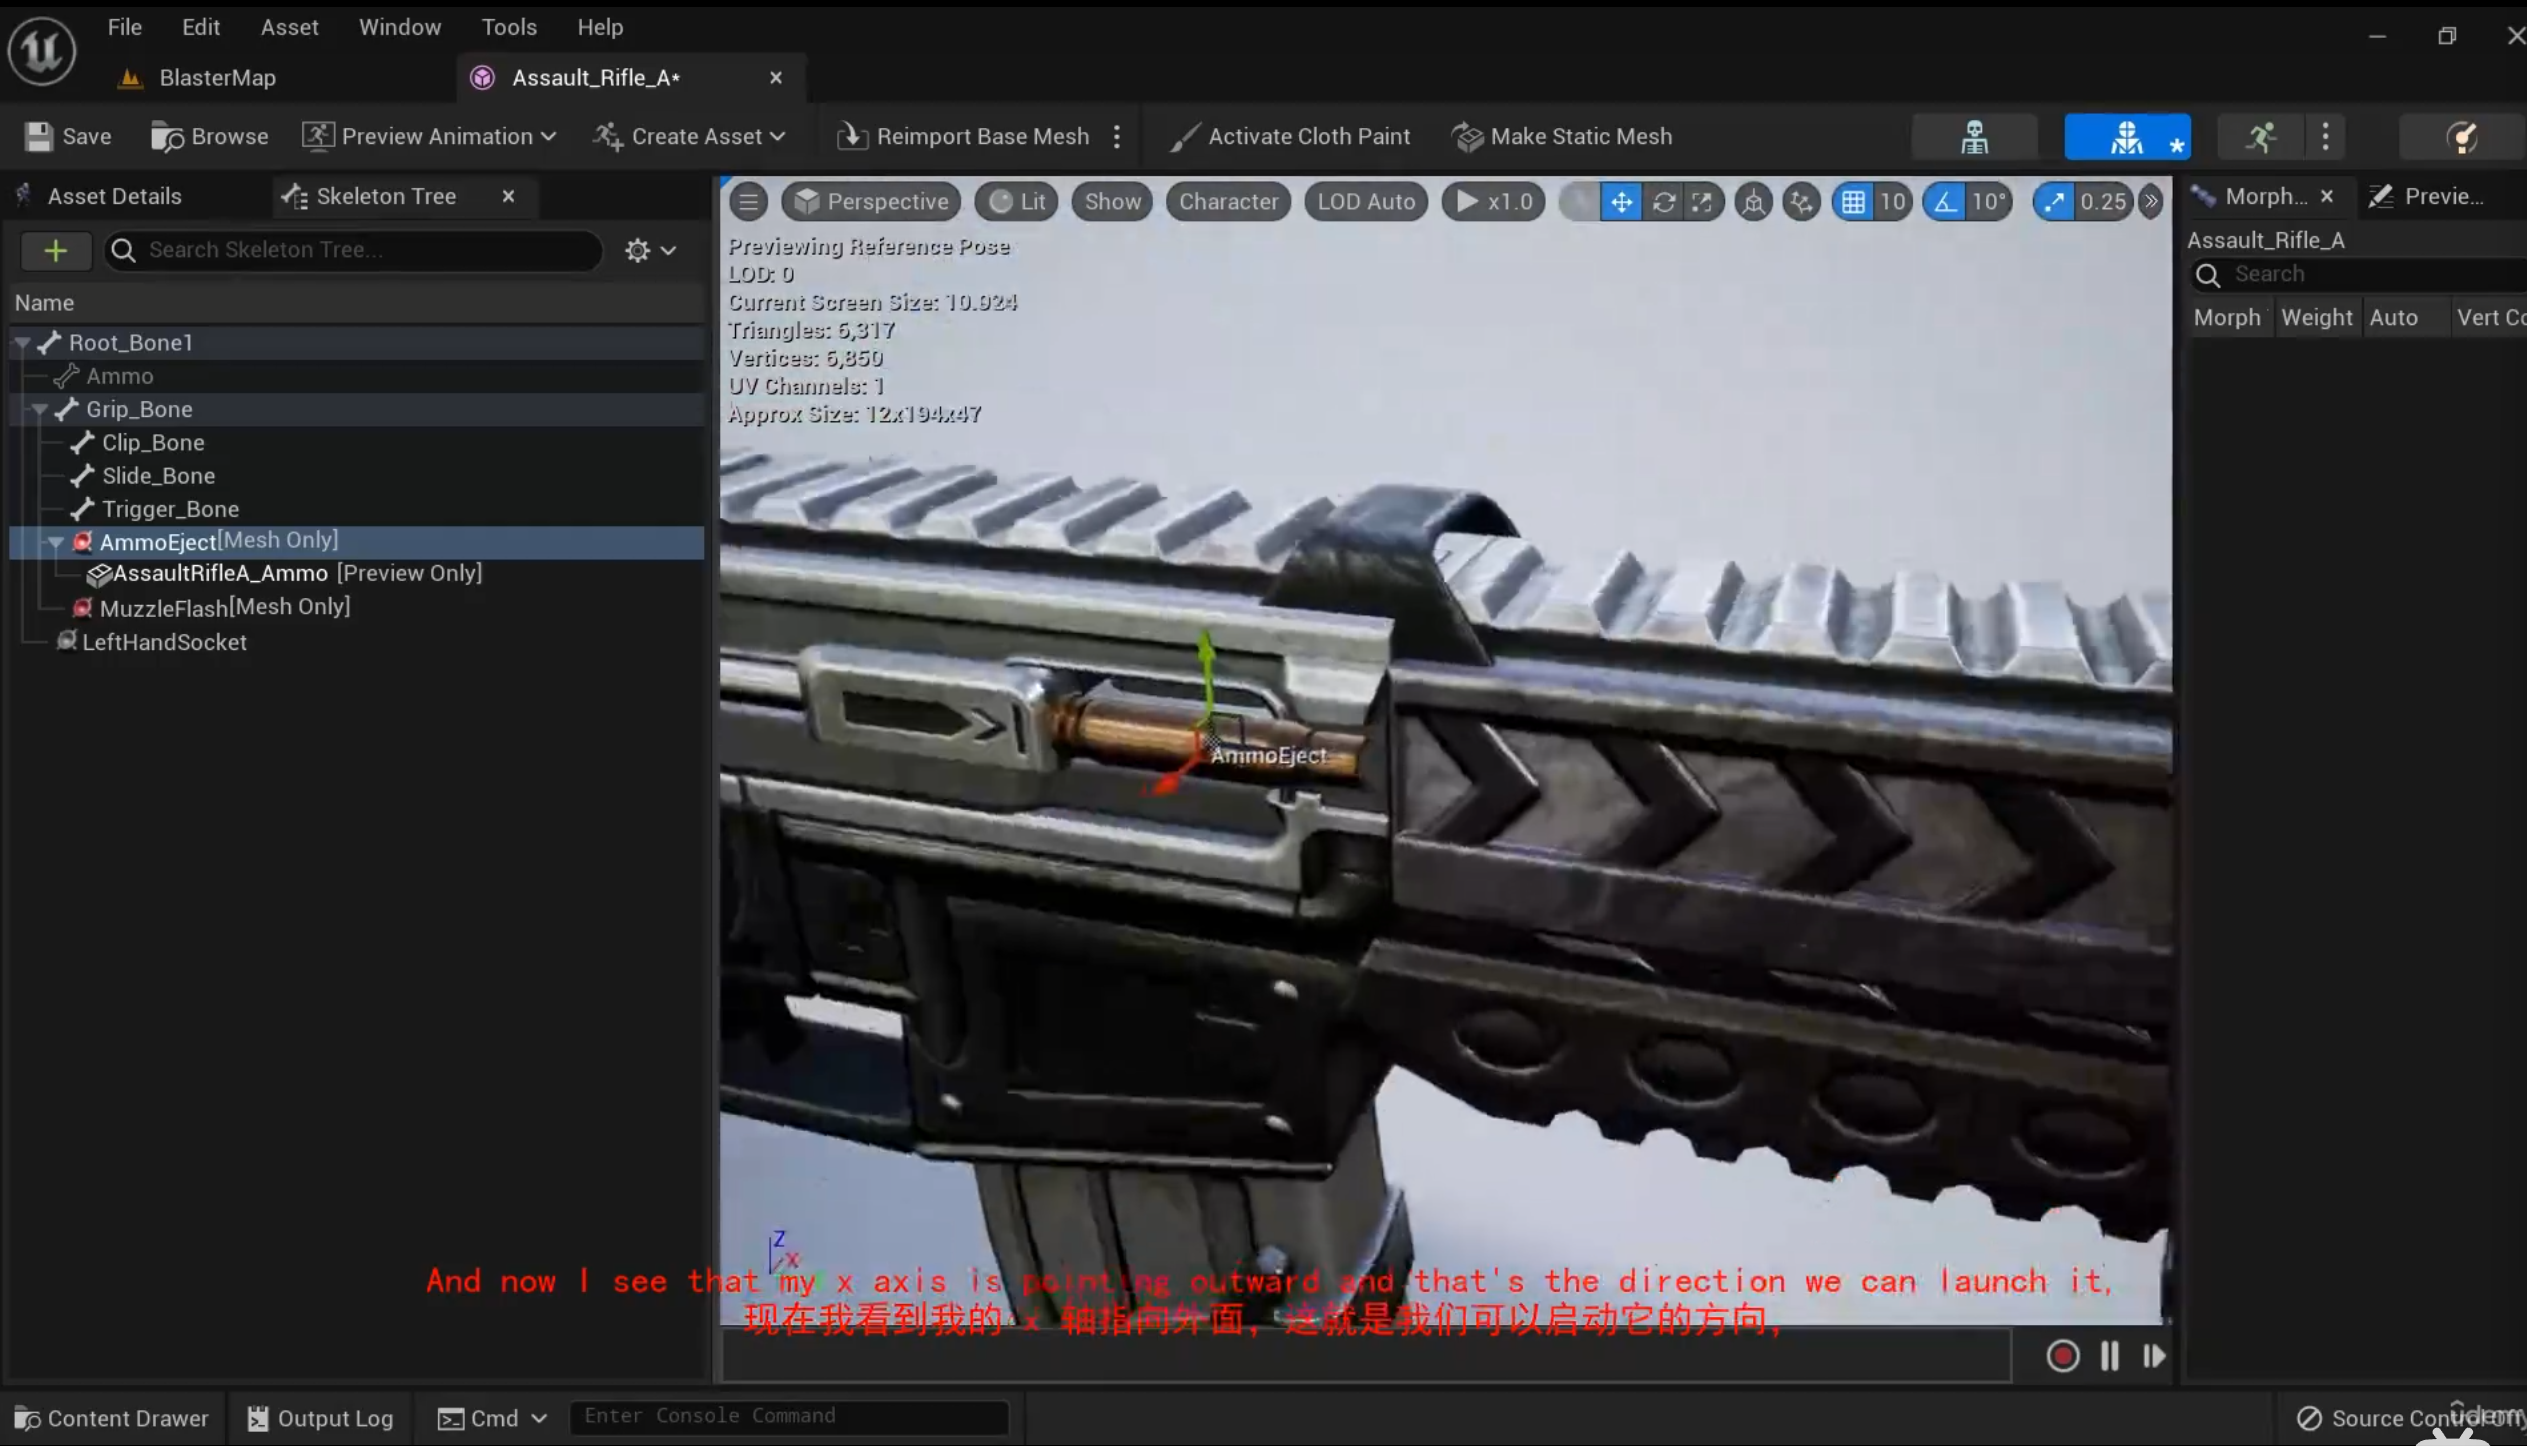 File Edit Asset Window Tools Help
BlasterMap Assault_Rifle_A*
Save Browse Preview Animation Create Asset Reimport Base Mesh Activate Cloth Paint Make Static Mesh
Asset Details Skeleton Tree
Perspective Lit Show Character LOD Auto x1.0 10 10° 0.25
Morph... Previe...
Search Skeleton Tree...
Assault_Rifle_A
Search
Name
Morph Weight Auto Vert Co
Previewing Reference Pose
LOD: 0
Current Screen Size: 10.024
Triangles: 6,317
Vertices: 6,850
UV Channels: 1
Approx Size: 12x194x47
Root_Bone1
Ammo
Grip_Bone
Clip_Bone
Slide_Bone
Trigger_Bone
AmmoEject[Mesh Only]
AssaultRifleA_Ammo [Preview Only]
MuzzleFlash[Mesh Only]
LeftHandSocket
AmmoEject
Z
X
And now I see that my x axis is pointing outward and that's the direction we can launch it,
现在我看到我的 x 轴指向外面，这就是我们可以启动它的方向，
Content Drawer Output Log Cmd Enter Console Command Source Control
ûdemy